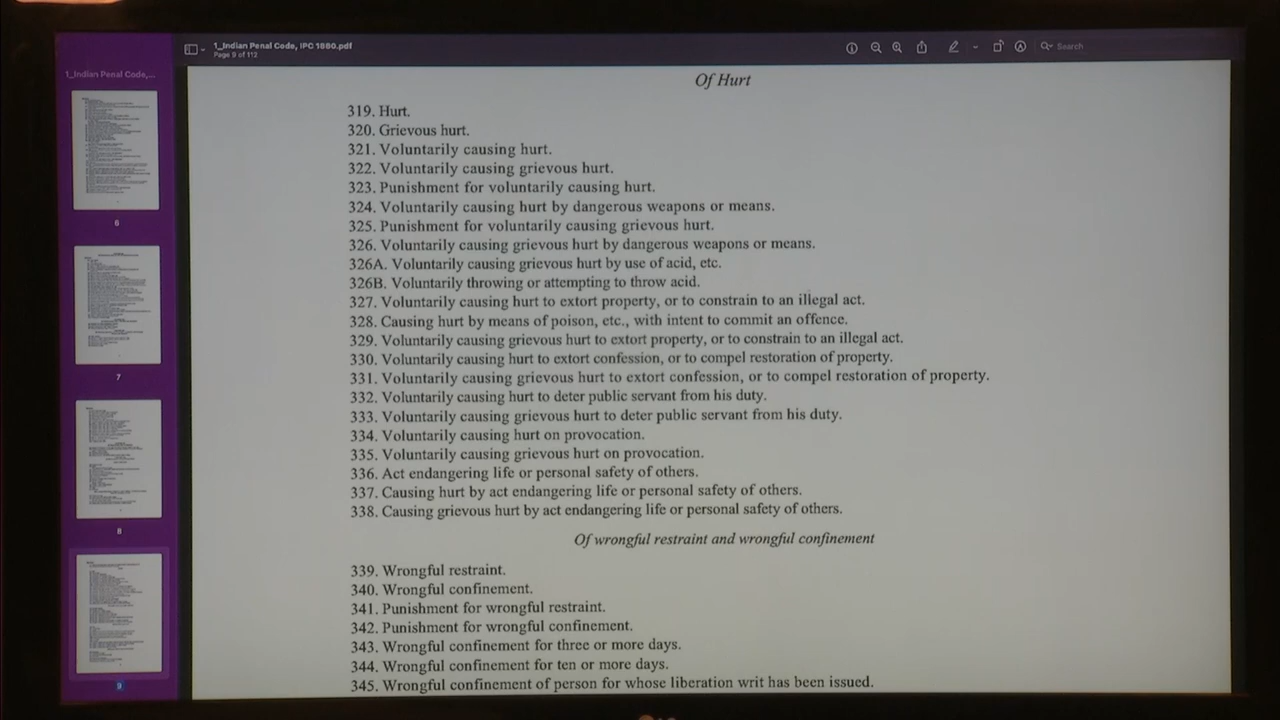 1_Indian Penal Code, IPC 1860.pdf
Page 9 of 112
Search
1_Indian Penal Code,...
6
7
8
9
Of Hurt
319. Hurt.
320. Grievous hurt.
321. Voluntarily causing hurt.
322. Voluntarily causing grievous hurt.
323. Punishment for voluntarily causing hurt.
324. Voluntarily causing hurt by dangerous weapons or means.
325. Punishment for voluntarily causing grievous hurt.
326. Voluntarily causing grievous hurt by dangerous weapons or means.
326A. Voluntarily causing grievous hurt by use of acid, etc.
326B. Voluntarily throwing or attempting to throw acid.
327. Voluntarily causing hurt to extort property, or to constrain to an illegal act.
328. Causing hurt by means of poison, etc., with intent to commit an offence.
329. Voluntarily causing grievous hurt to extort property, or to constrain to an illegal act.
330. Voluntarily causing hurt to extort confession, or to compel restoration of property.
331. Voluntarily causing grievous hurt to extort confession, or to compel restoration of property.
332. Voluntarily causing hurt to deter public servant from his duty.
333. Voluntarily causing grievous hurt to deter public servant from his duty.
334. Voluntarily causing hurt on provocation.
335. Voluntarily causing grievous hurt on provocation.
336. Act endangering life or personal safety of others.
337. Causing hurt by act endangering life or personal safety of others.
338. Causing grievous hurt by act endangering life or personal safety of others.
Of wrongful restraint and wrongful confinement
339. Wrongful restraint.
340. Wrongful confinement.
341. Punishment for wrongful restraint.
342. Punishment for wrongful confinement.
343. Wrongful confinement for three or more days.
344. Wrongful confinement for ten or more days.
345. Wrongful confinement of person for whose liberation writ has been issued.